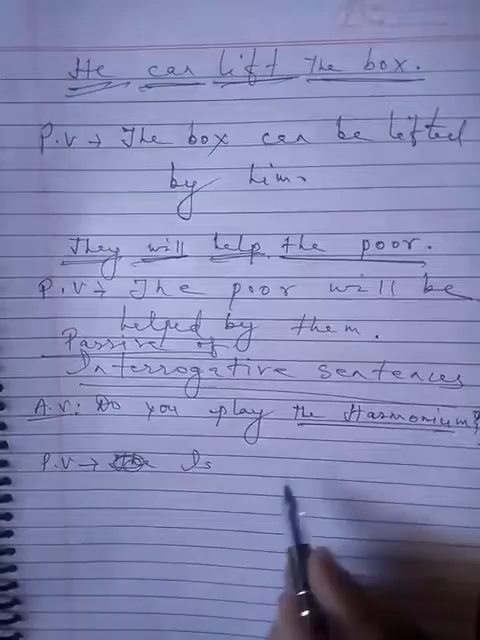 He can lift the box.
P.V → The box can be lifted
by him.
They will help the poor.
P.V → The poor will be
helped by them.
Passive of
Interrogative sentences
A.V: Do you play the Harmonium?
P.V → Is